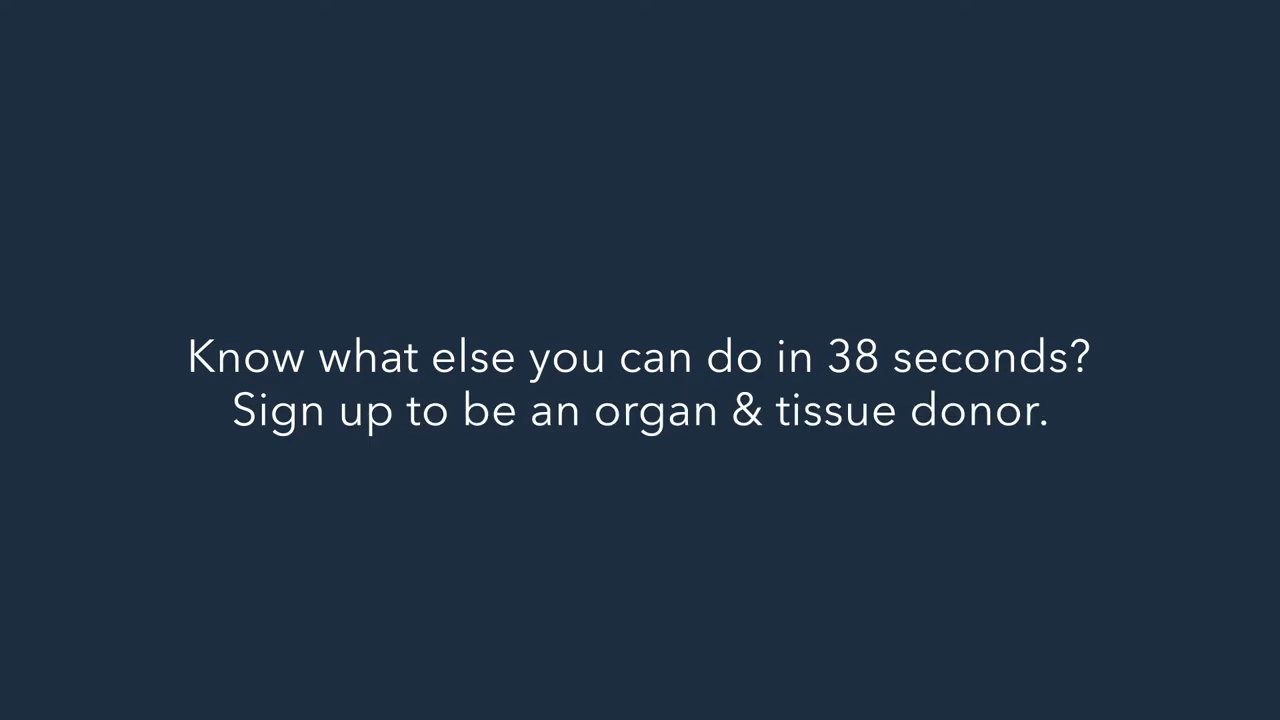 Know what else you can do in 38 seconds?
Sign up to be an organ & tissue donor.